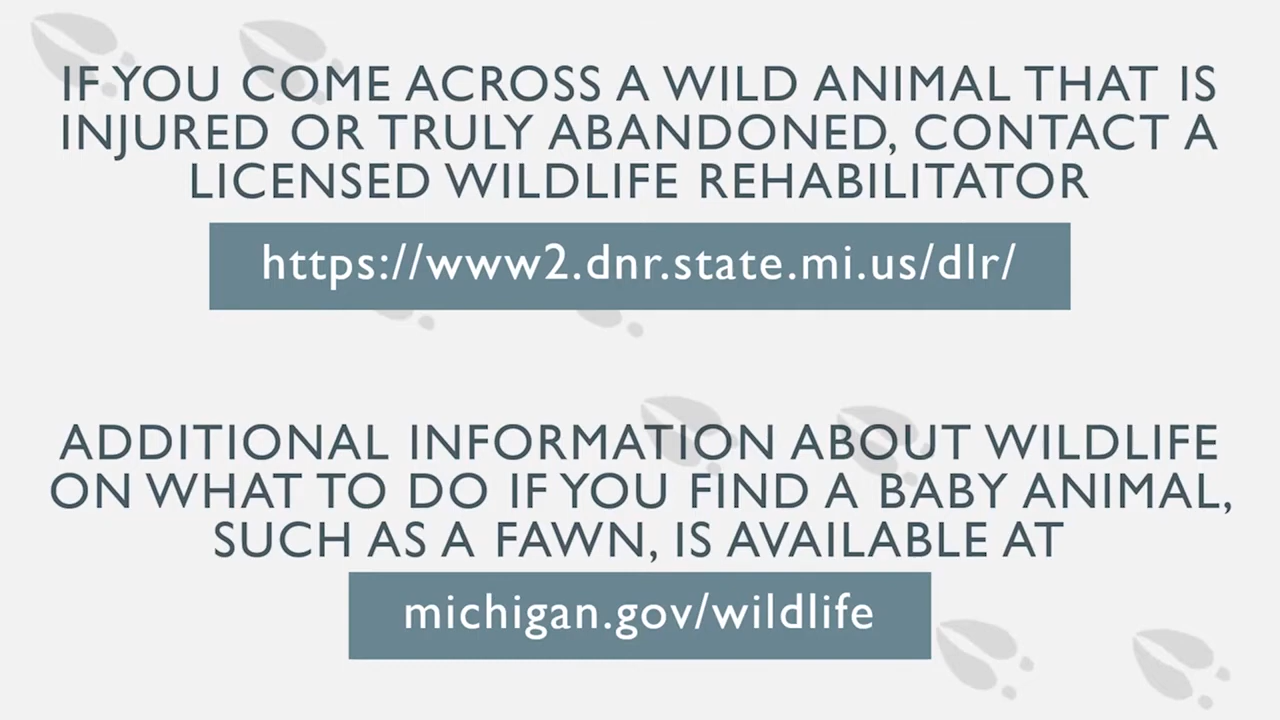 IF YOU COME ACROSS A WILD ANIMAL THAT IS
INJURED OR TRULY ABANDONED, CONTACT A
LICENSED WILDLIFE REHABILITATOR
https://www2.dnr.state.mi.us/dlr/
ADDITIONAL INFORMATION ABOUT WILDLIFE
ON WHAT TO DO IF YOU FIND A BABY ANIMAL,
SUCH AS A FAWN, IS AVAILABLE AT
michigan.gov/wildlife